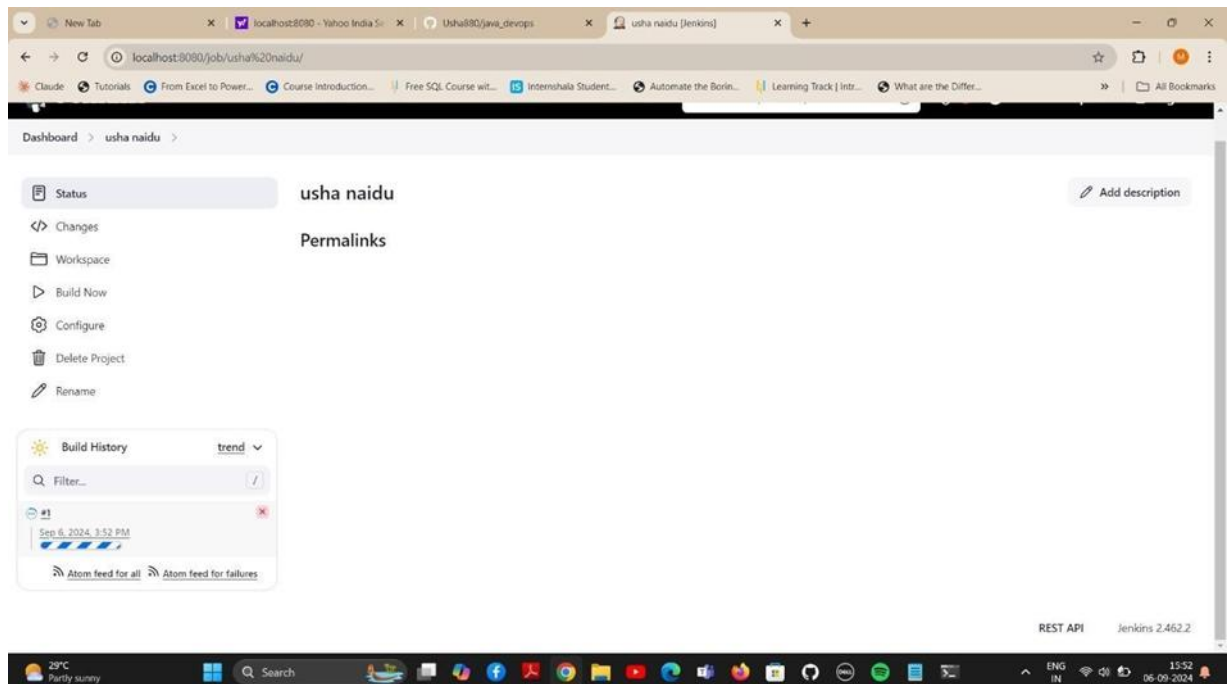 New Tab
localhost:8080 - Yahoo India Se
Usha880/java_devops
usha naidu [Jenkins]
localhost:8080/job/usha%20naidu/
Claude
Tutorials
From Excel to Power...
Course Introduction...
Free SQL Course wit...
Internshala Student...
Automate the Borin...
Learning Track | Intr...
What are the Differ...
All Bookmarks
Dashboard > usha naidu >
Status
usha naidu
Add description
Changes
Permalinks
Workspace
Build Now
Configure
Delete Project
Rename
Build History
trend
Filter...
/
#1
Sep 6, 2024, 3:52 PM
Atom feed for all
Atom feed for failures
REST API
Jenkins 2.462.2
29°C
Partly sunny
Search
ENG
IN
15:52
06-09-2024